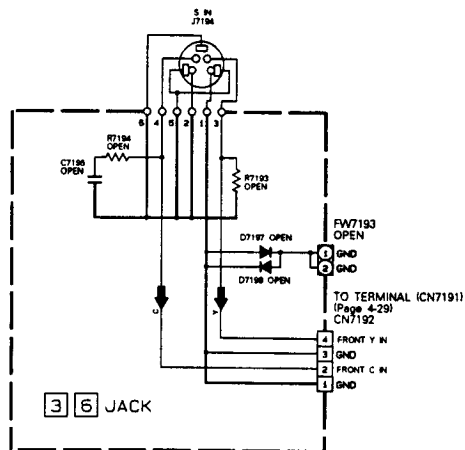 S IN
J7194
6 4 5 2 1 3
R7194
OPEN
C7196
OPEN
R7193
OPEN
FW7193
OPEN
D7197 OPEN
1 GND
2 GND
D7198 OPEN
TO TERMINAL (CN7191)
(Page 4-29)
CN7192
C
Y
4 FRONT Y IN
3 GND
2 FRONT C IN
1 GND
3 6 JACK